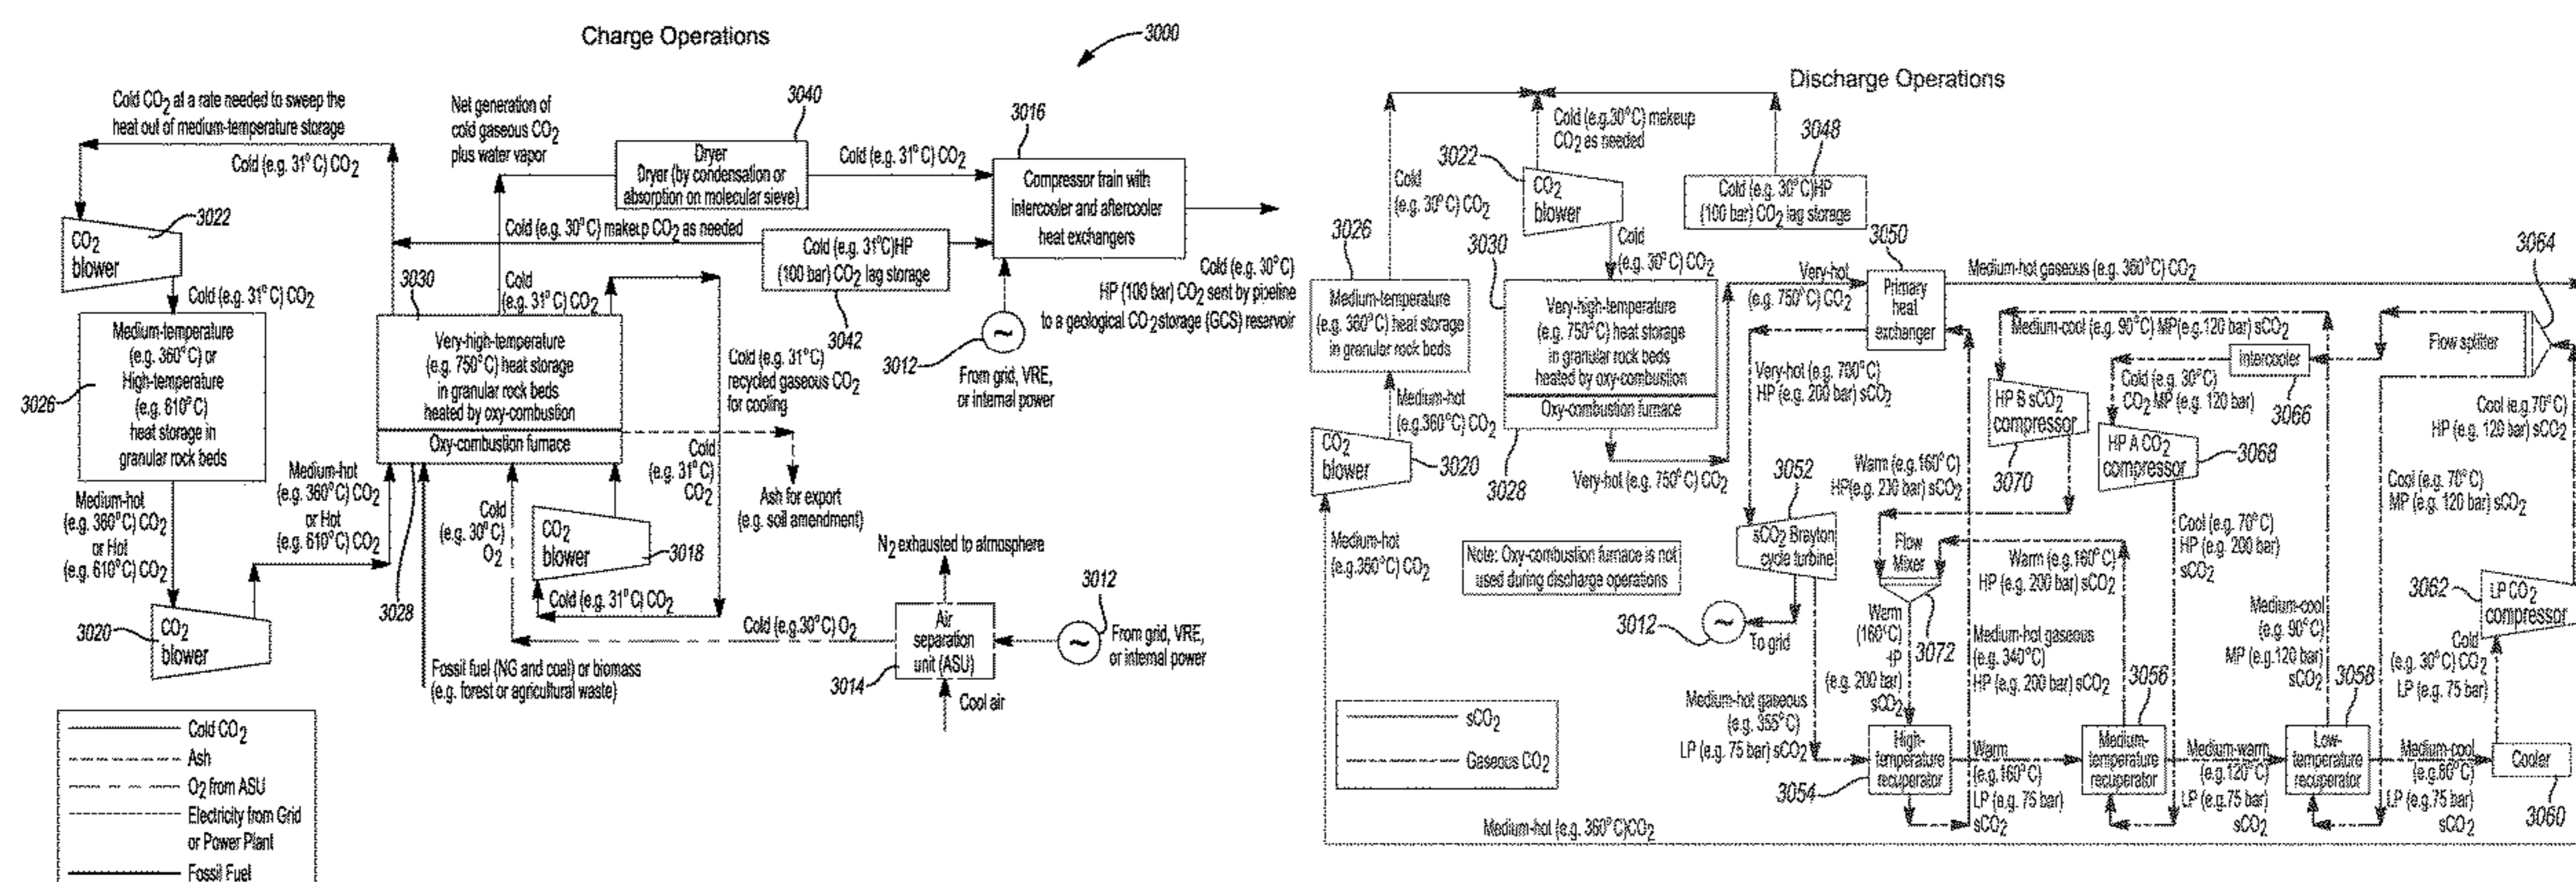 Charge Operations
3000
Cold CO2 at a rate needed to sweep the
heat out of medium-temperature storage
Cold (e.g. 31°C) CO2
3022
CO2
blower
Cold (e.g. 31°C) CO2
Medium-temperature
(e.g. 360°C) or
High-temperature
(e.g. 610°C)
heat storage in
granular rock beds
3026
Medium-hot
(e.g. 360°C) CO2
or Hot
(e.g. 610°C) CO2
3020
CO2
blower
Medium-hot
(e.g. 360°C) CO2
or Hot
(e.g. 610°C) CO2
Net generation of
cold gaseous CO2
plus water vapor
3040
Dryer
Dryer (by condensation or
absorption on molecular sieve)
Cold (e.g. 31°C) CO2
3016
Compressor train with
intercooler and aftercooler
heat exchangers
Cold (e.g. 30°C) makeup CO2 as needed
Cold (e.g. 31°C)HP
(100 bar) CO2 lag storage
3042
Cold (e.g. 30°C)
HP (100 bar) CO2 sent by pipeline
to a geological CO2storage (GCS) reservoir
3012
From grid, VRE,
or internal power
3030
Cold
(e.g. 31°C) CO2
Very-high-temperature
(e.g. 750°C) heat storage
in granular rock beds
heated by oxy-combustion
Oxy-combustion furnace
Cold (e.g. 31°C)
recycled gaseous CO2
for cooling
Cold
(e.g. 31°C)
CO2
Ash for export
(e.g. soil amendment)
Cold
(e.g. 30°C)
O2
CO2
blower
3018
Cold (e.g. 31°C) CO2
3028
N2 exhausted to atmosphere
Cold (e.g.30°C) O2
Air
separation
unit (ASU)
3014
3012
From grid, VRE,
or internal power
Cool air
Fossil fuel (NG and coal) or biomass
(e.g. forest or agricultural waste)
Cold CO2
Ash
O2 from ASU
Electricity from Grid
or Power Plant
Fossil Fuel
Discharge Operations
Cold (e.g.30°C) makeup
CO2 as needed
3022
CO2
blower
3048
Cold (e.g. 30°C)HP
(100 bar) CO2 lag storage
Cold
(e.g. 30°C) CO2
3026
Medium-temperature
(e.g. 360°C) heat storage
in granular rock beds
Medium-hot
(e.g.360°C) CO2
CO2
blower
3020
Medium-hot
(e.g.360°C) CO2
3030
Cold
(e.g. 30°C) CO2
Very-high-temperature
(e.g. 750°C) heat storage
in granular rock beds
heated by oxy-combustion
Oxy-combustion furnace
3028
Very-hot (e.g. 750°C) CO2
Very-hot
(e.g. 750°C) CO2
3050
Primary
heat
exchanger
Medium-hot gaseous (e.g. 360°C) CO2
3064
Medium-cool (e.g. 90°C) MP(e.g.120 bar) sCO2
Flow splitter
Intercooler
3066
Cold (e.g. 30°C)
CO2 MP (e.g. 120 bar)
Very-hot (e.g. 700°C)
HP (e.g. 200 bar) sCO2
HP B sCO2
compressor
3070
HP A CO2
compressor
3068
Cool (e.g.70°C)
HP (e.g. 120 bar) sCO2
Warm (e.g.160°C)
HP(e.g. 200 bar) sCO2
3052
sCO2 Brayton
cycle turbine
Note: Oxy-combustion furnace is not
used during discharge operations
3012
To grid
Flow
Mixer
3072
Warm (e.g.160°C)
HP (e.g. 200 bar) sCO2
Cool (e.g. 70°C)
HP (e.g. 200 bar)
sCO2
Cool (e.g. 70°C)
MP (e.g. 120 bar) sCO2
3062
LP CO2
compressor
Cold
(e.g. 30°C) CO2
LP (e.g. 75 bar)
Warm
(160°C)
HP
(e.g. 200 bar)
sCO2
Medium-hot gaseous
(e.g. 340°C)
HP (e.g. 200 bar) sCO2
Medium-cool
(e.g. 90°C)
MP (e.g.120 bar)
sCO2
Medium-hot gaseous
(e.g. 355°C)
LP (e.g. 75 bar) sCO2
High-
temperature
recuperator
3054
Warm
(e.g.160°C)
LP (e.g. 75 bar)
sCO2
3056
Medium-
temperature
recuperator
Medium-warm
(e.g.120°C)
LP (e.g.75 bar)
sCO2
3058
Low-
temperature
recuperator
Medium-cool
(e.g.80°C)
LP (e.g.75 bar)
sCO2
Cooler
3060
sCO2
Gaseous CO2
Medium-hot (e.g. 360°C)CO2